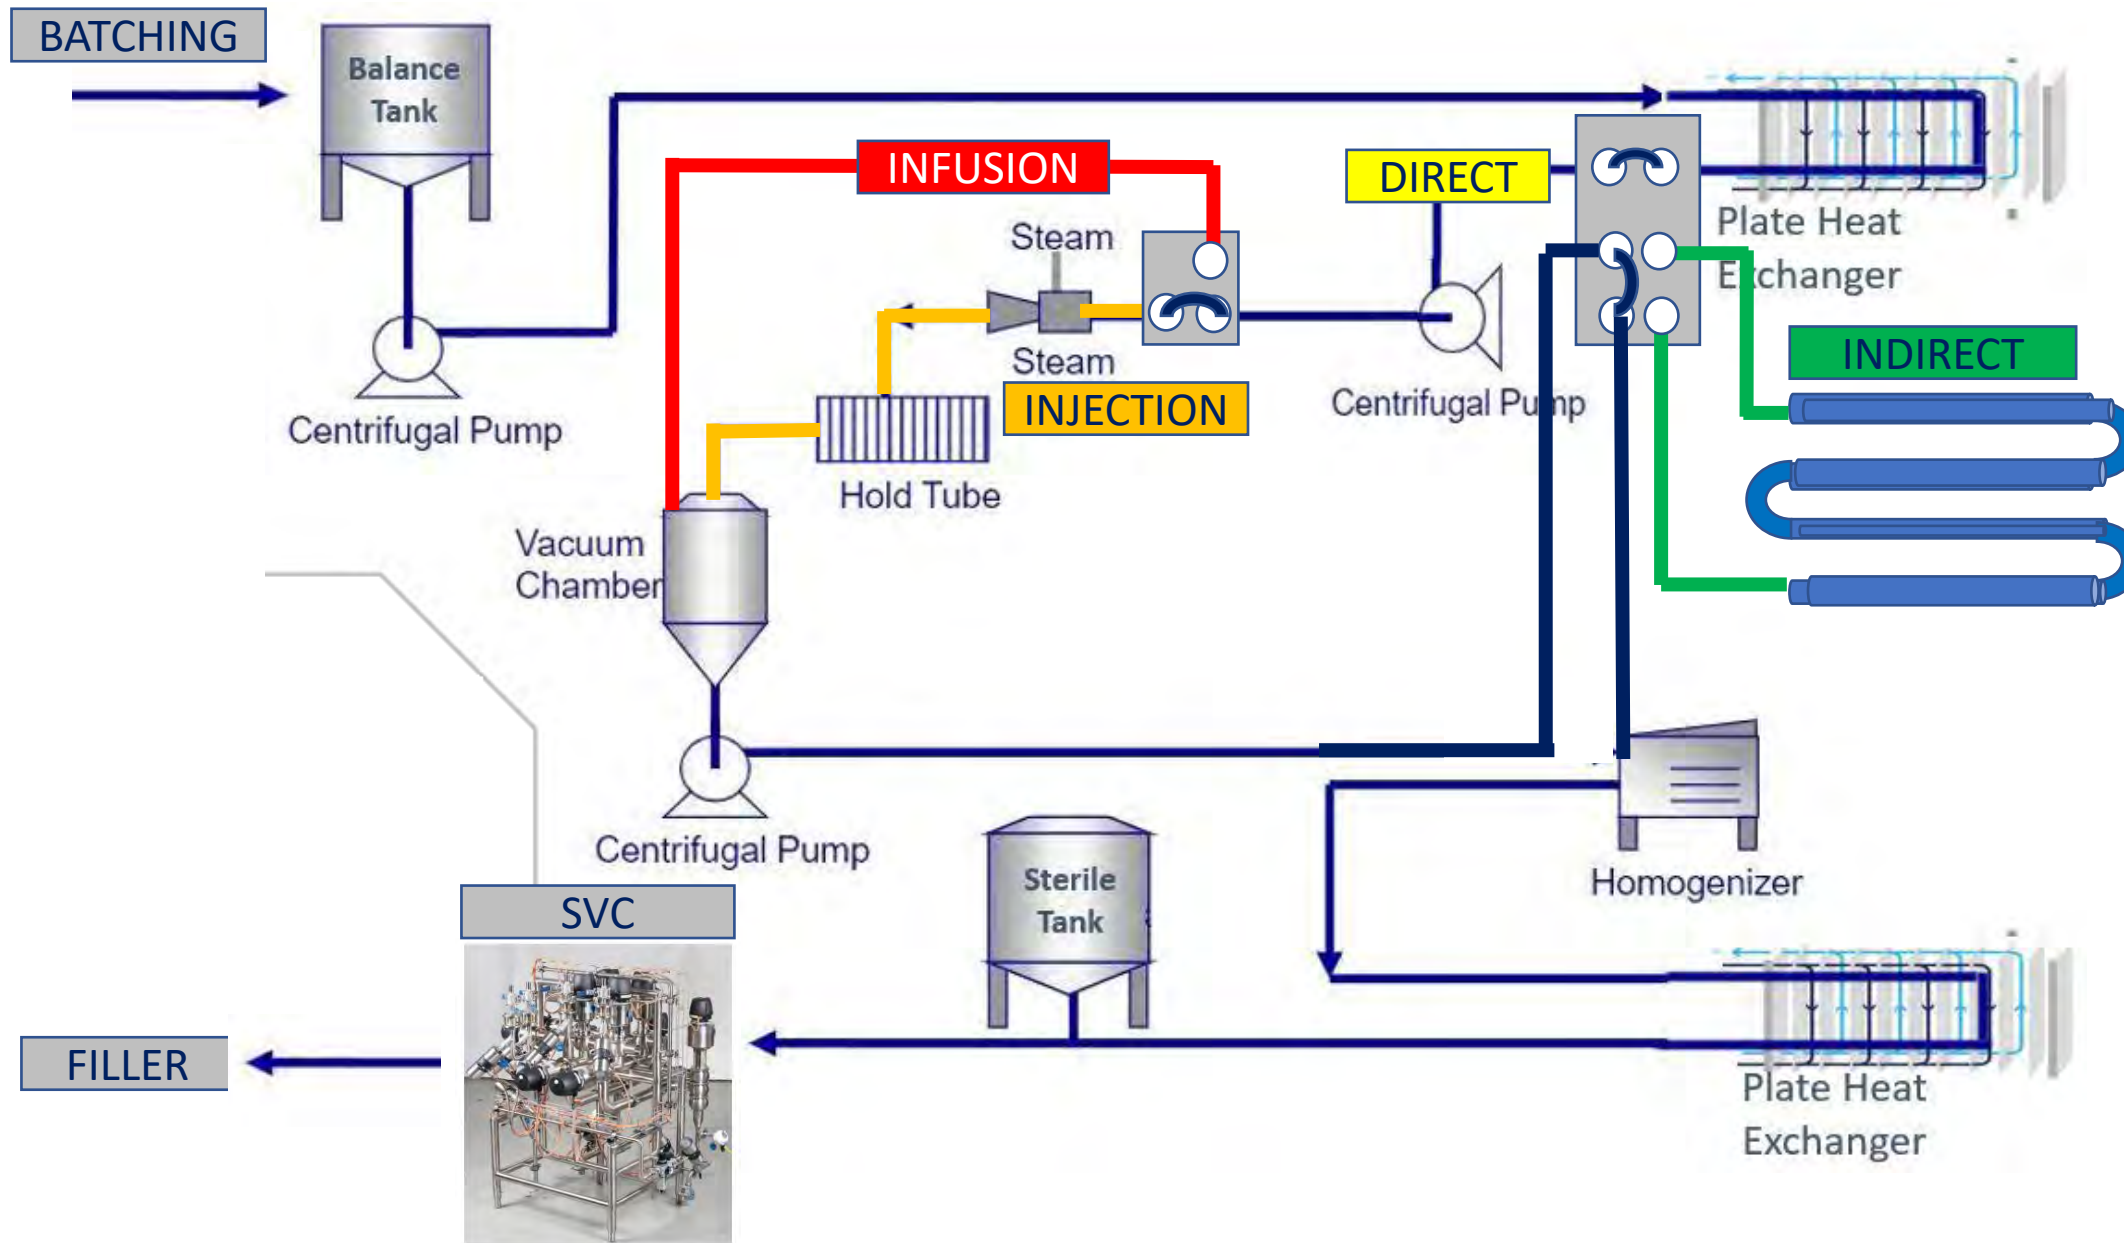 BATCHING
Balance
Tank
Centrifugal Pump
INFUSION
Steam
Steam
INJECTION
Hold Tube
DIRECT
Centrifugal Pump
Plate Heat
Exchanger
INDIRECT
Vacuum
Chamber
Centrifugal Pump
Homogenizer
Sterile
Tank
SVC
FILLER
Plate Heat
Exchanger